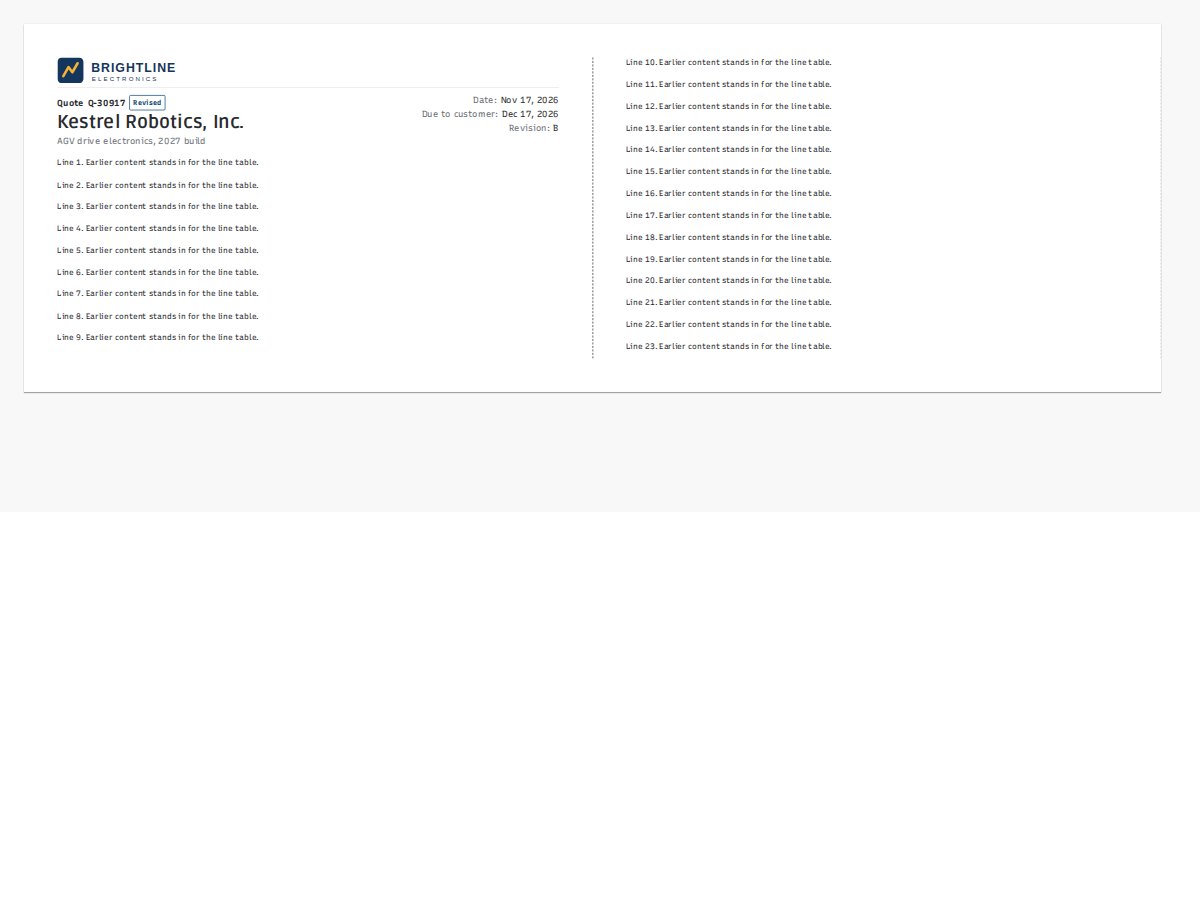 BRIGHTLINE
ELECTRONICS
Quote Q-30917 Revised
Kestrel Robotics, Inc.
AGV drive electronics, 2027 build
Date: Nov 17, 2026
Due to customer: Dec 17, 2026
Revision: B
Line 1. Earlier content stands in for the line table.
Line 2. Earlier content stands in for the line table.
Line 3. Earlier content stands in for the line table.
Line 4. Earlier content stands in for the line table.
Line 5. Earlier content stands in for the line table.
Line 6. Earlier content stands in for the line table.
Line 7. Earlier content stands in for the line table.
Line 8. Earlier content stands in for the line table.
Line 9. Earlier content stands in for the line table.
Line 10. Earlier content stands in for the line table.
Line 11. Earlier content stands in for the line table.
Line 12. Earlier content stands in for the line table.
Line 13. Earlier content stands in for the line table.
Line 14. Earlier content stands in for the line table.
Line 15. Earlier content stands in for the line table.
Line 16. Earlier content stands in for the line table.
Line 17. Earlier content stands in for the line table.
Line 18. Earlier content stands in for the line table.
Line 19. Earlier content stands in for the line table.
Line 20. Earlier content stands in for the line table.
Line 21. Earlier content stands in for the line table.
Line 22. Earlier content stands in for the line table.
Line 23. Earlier content stands in for the line table.